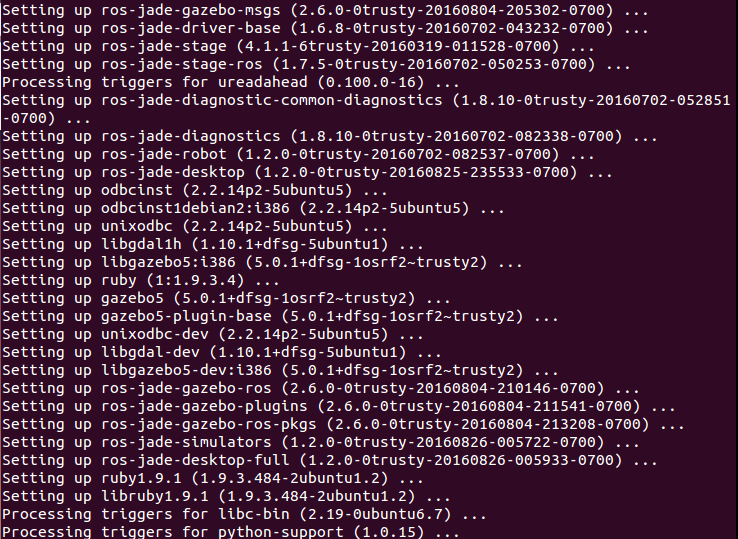 Setting up ros-jade-gazebo-msgs (2.6.0-0trusty-20160804-205302-0700) ...
Setting up ros-jade-driver-base (1.6.8-0trusty-20160702-043232-0700) ...
Setting up ros-jade-stage (4.1.1-6trusty-20160319-011528-0700) ...
Setting up ros-jade-stage-ros (1.7.5-0trusty-20160702-050253-0700) ...
Processing triggers for ureadahead (0.100.0-16) ...
Setting up ros-jade-diagnostic-common-diagnostics (1.8.10-0trusty-20160702-052851
-0700) ...
Setting up ros-jade-diagnostics (1.8.10-0trusty-20160702-082338-0700) ...
Setting up ros-jade-robot (1.2.0-0trusty-20160702-082537-0700) ...
Setting up ros-jade-desktop (1.2.0-0trusty-20160825-235533-0700) ...
Setting up odbcinst (2.2.14p2-5ubuntu5) ...
Setting up odbcinst1debian2:i386 (2.2.14p2-5ubuntu5) ...
Setting up unixodbc (2.2.14p2-5ubuntu5) ...
Setting up libgdal1h (1.10.1+dfsg-5ubuntu1) ...
Setting up libgazebo5:i386 (5.0.1+dfsg-1osrf2~trusty2) ...
Setting up ruby (1:1.9.3.4) ...
Setting up gazebo5 (5.0.1+dfsg-1osrf2~trusty2) ...
Setting up gazebo5-plugin-base (5.0.1+dfsg-1osrf2~trusty2) ...
Setting up unixodbc-dev (2.2.14p2-5ubuntu5) ...
Setting up libgdal-dev (1.10.1+dfsg-5ubuntu1) ...
Setting up libgazebo5-dev:i386 (5.0.1+dfsg-1osrf2~trusty2) ...
Setting up ros-jade-gazebo-ros (2.6.0-0trusty-20160804-210146-0700) ...
Setting up ros-jade-gazebo-plugins (2.6.0-0trusty-20160804-211541-0700) ...
Setting up ros-jade-gazebo-ros-pkgs (2.6.0-0trusty-20160804-213208-0700) ...
Setting up ros-jade-simulators (1.2.0-0trusty-20160826-005722-0700) ...
Setting up ros-jade-desktop-full (1.2.0-0trusty-20160826-005933-0700) ...
Setting up ruby1.9.1 (1.9.3.484-2ubuntu1.2) ...
Setting up libruby1.9.1 (1.9.3.484-2ubuntu1.2) ...
Processing triggers for libc-bin (2.19-0ubuntu6.7) ...
Processing triggers for python-support (1.0.15) ...